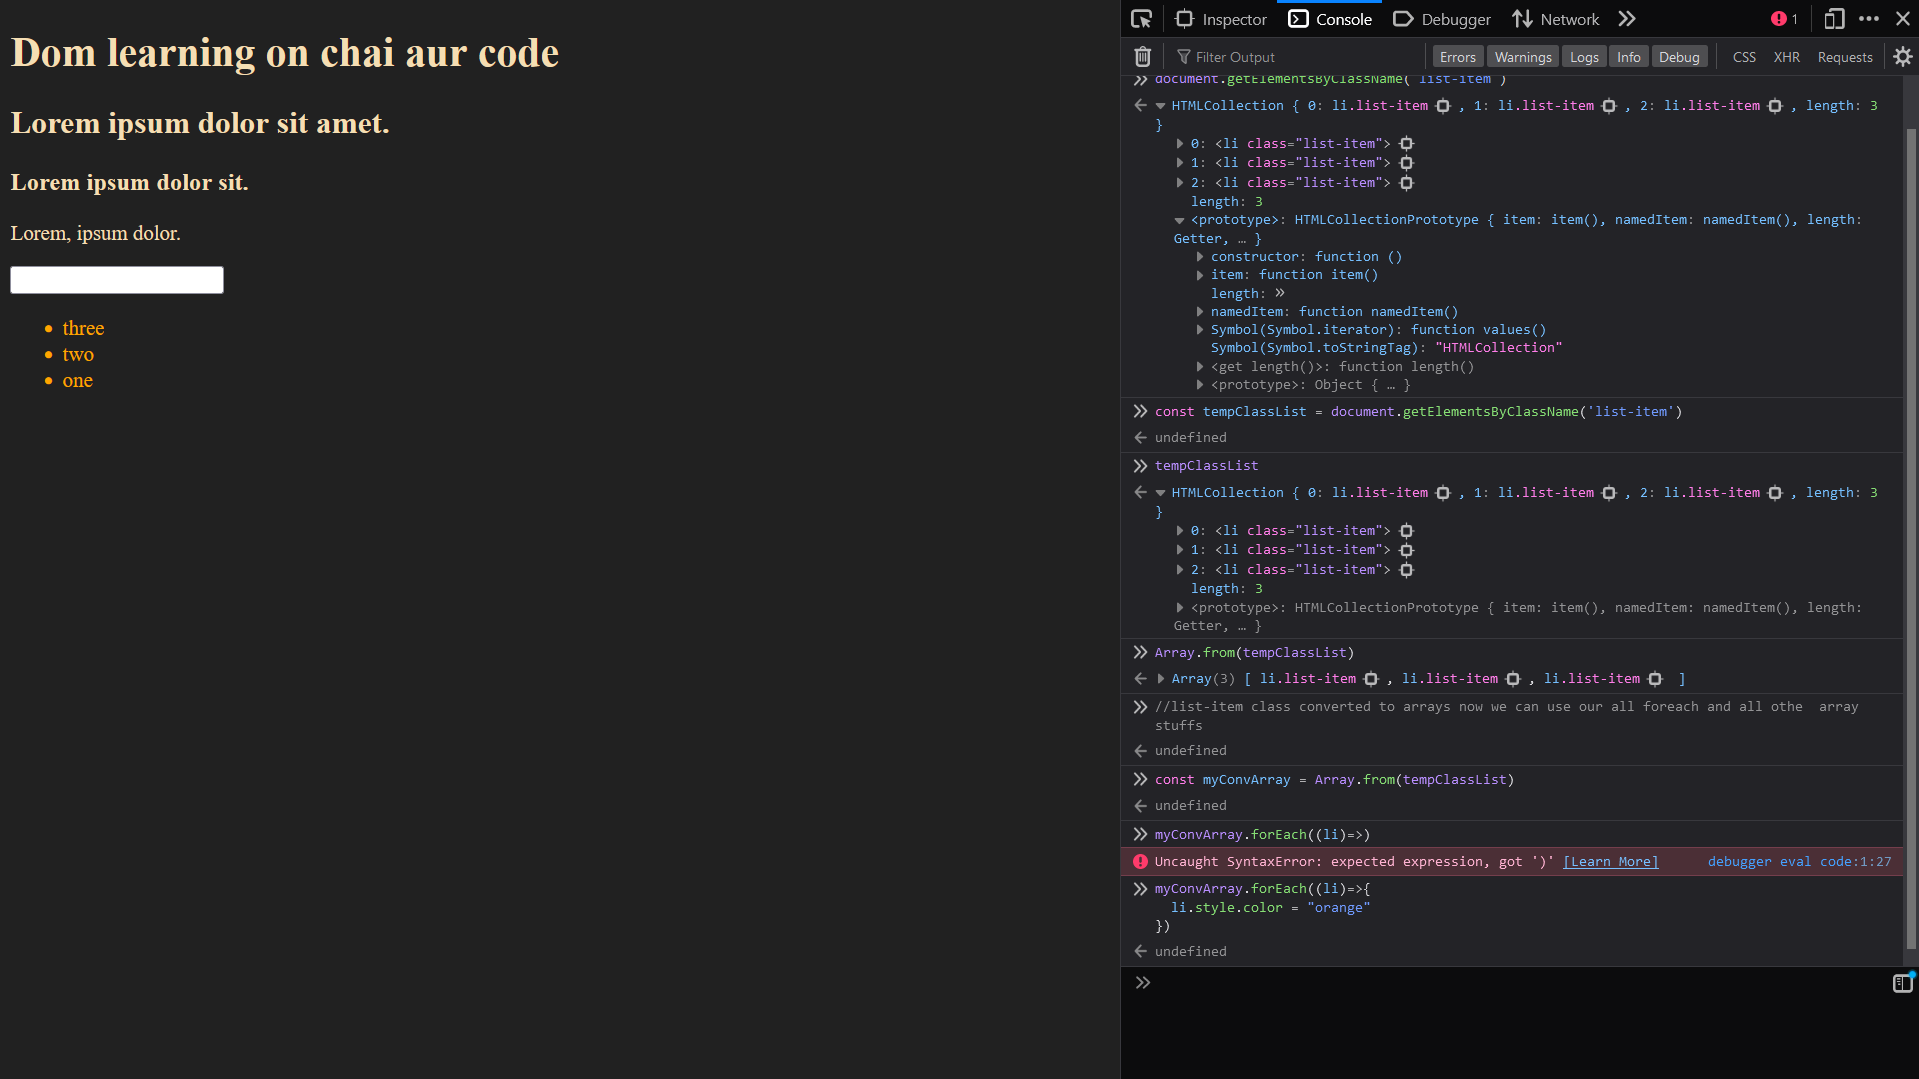 Dom learning on chai aur code
Lorem ipsum dolor sit amet.
Lorem ipsum dolor sit.
Lorem, ipsum dolor.
three
two
one
Inspector Console Debugger Network 1
Filter Output Errors Warnings Logs Info Debug CSS XHR Requests
document.getElementsByClassName('list-item')
HTMLCollection { 0: li.list-item , 1: li.list-item , 2: li.list-item , length: 3
}
0: <li class="list-item">
1: <li class="list-item">
2: <li class="list-item">
length: 3
<prototype>: HTMLCollectionPrototype { item: item(), namedItem: namedItem(), length:
Getter, … }
constructor: function ()
item: function item()
length: »
namedItem: function namedItem()
Symbol(Symbol.iterator): function values()
Symbol(Symbol.toStringTag): "HTMLCollection"
<get length()>: function length()
<prototype>: Object { … }
const tempClassList = document.getElementsByClassName('list-item')
undefined
tempClassList
HTMLCollection { 0: li.list-item , 1: li.list-item , 2: li.list-item , length: 3
}
0: <li class="list-item">
1: <li class="list-item">
2: <li class="list-item">
length: 3
<prototype>: HTMLCollectionPrototype { item: item(), namedItem: namedItem(), length:
Getter, … }
Array.from(tempClassList)
Array(3) [ li.list-item , li.list-item , li.list-item ]
//list-item class converted to arrays now we can use our all foreach and all othe  array
stuffs
undefined
const myConvArray = Array.from(tempClassList)
undefined
myConvArray.forEach((li)=>)
Uncaught SyntaxError: expected expression, got ')' [Learn More] debugger eval code:1:27
myConvArray.forEach((li)=>{
li.style.color = "orange"
})
undefined